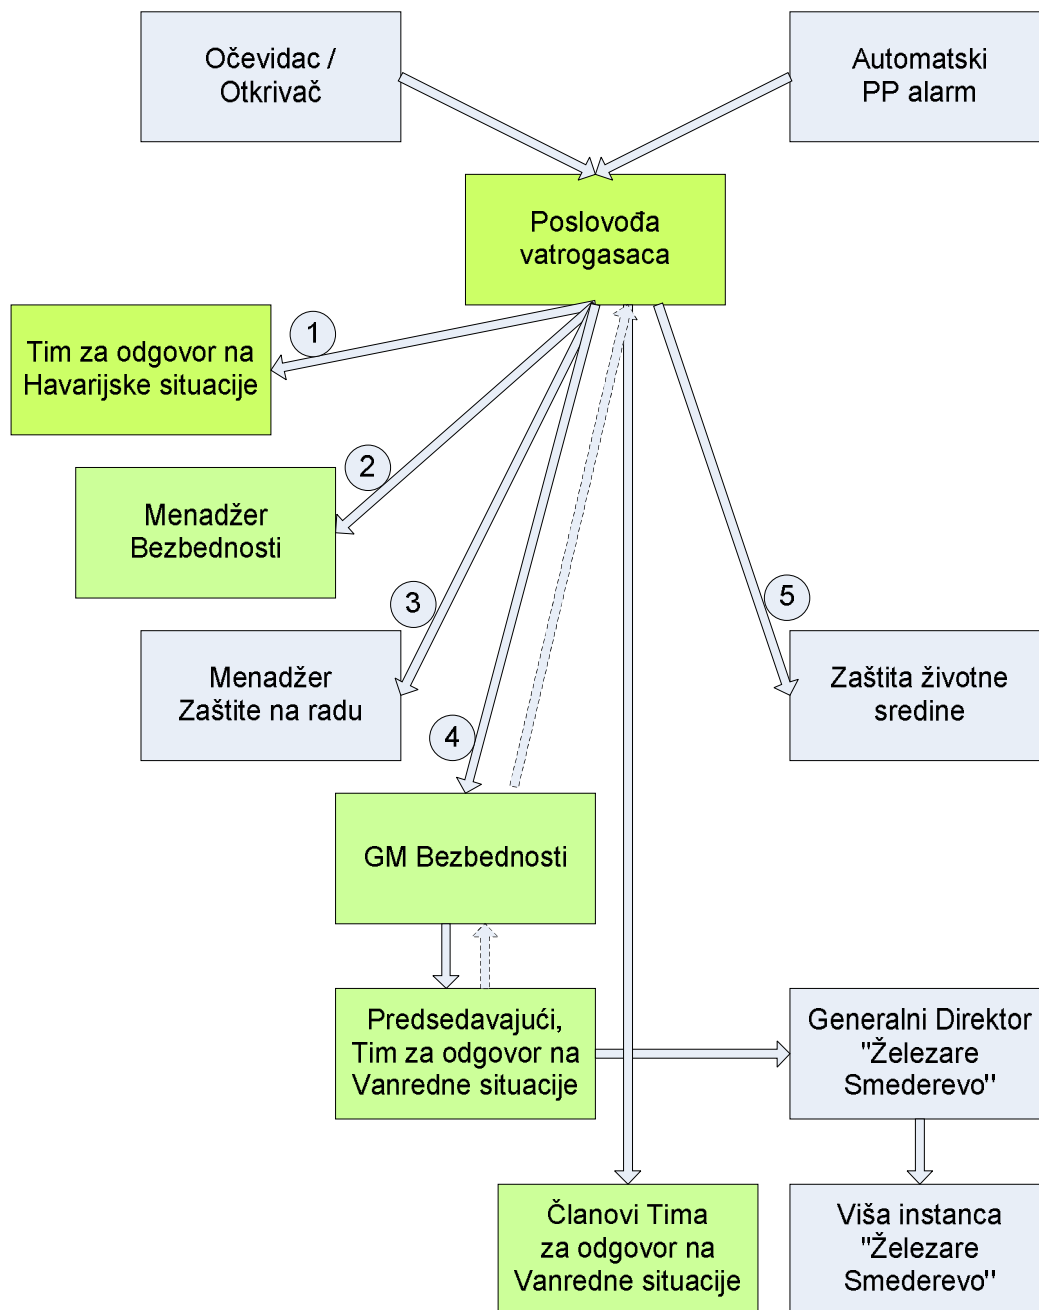 Očevidac /
Otkrivač
Automatski
PP alarm
Poslovođa
vatrogasaca
1
Tim za odgovor na
Havarijske situacije
2
Menadžer
Bezbednosti
3
Menadžer
Zaštite na radu
5
Zaštita životne
sredine
4
GM Bezbednosti
Predsedavajući,
Tim za odgovor na
Vanredne situacije
Generalni Direktor
"Železare
Smederevo"
Članovi Tima
za odgovor na
Vanredne situacije
Viša instanca
"Železare
Smederevo"